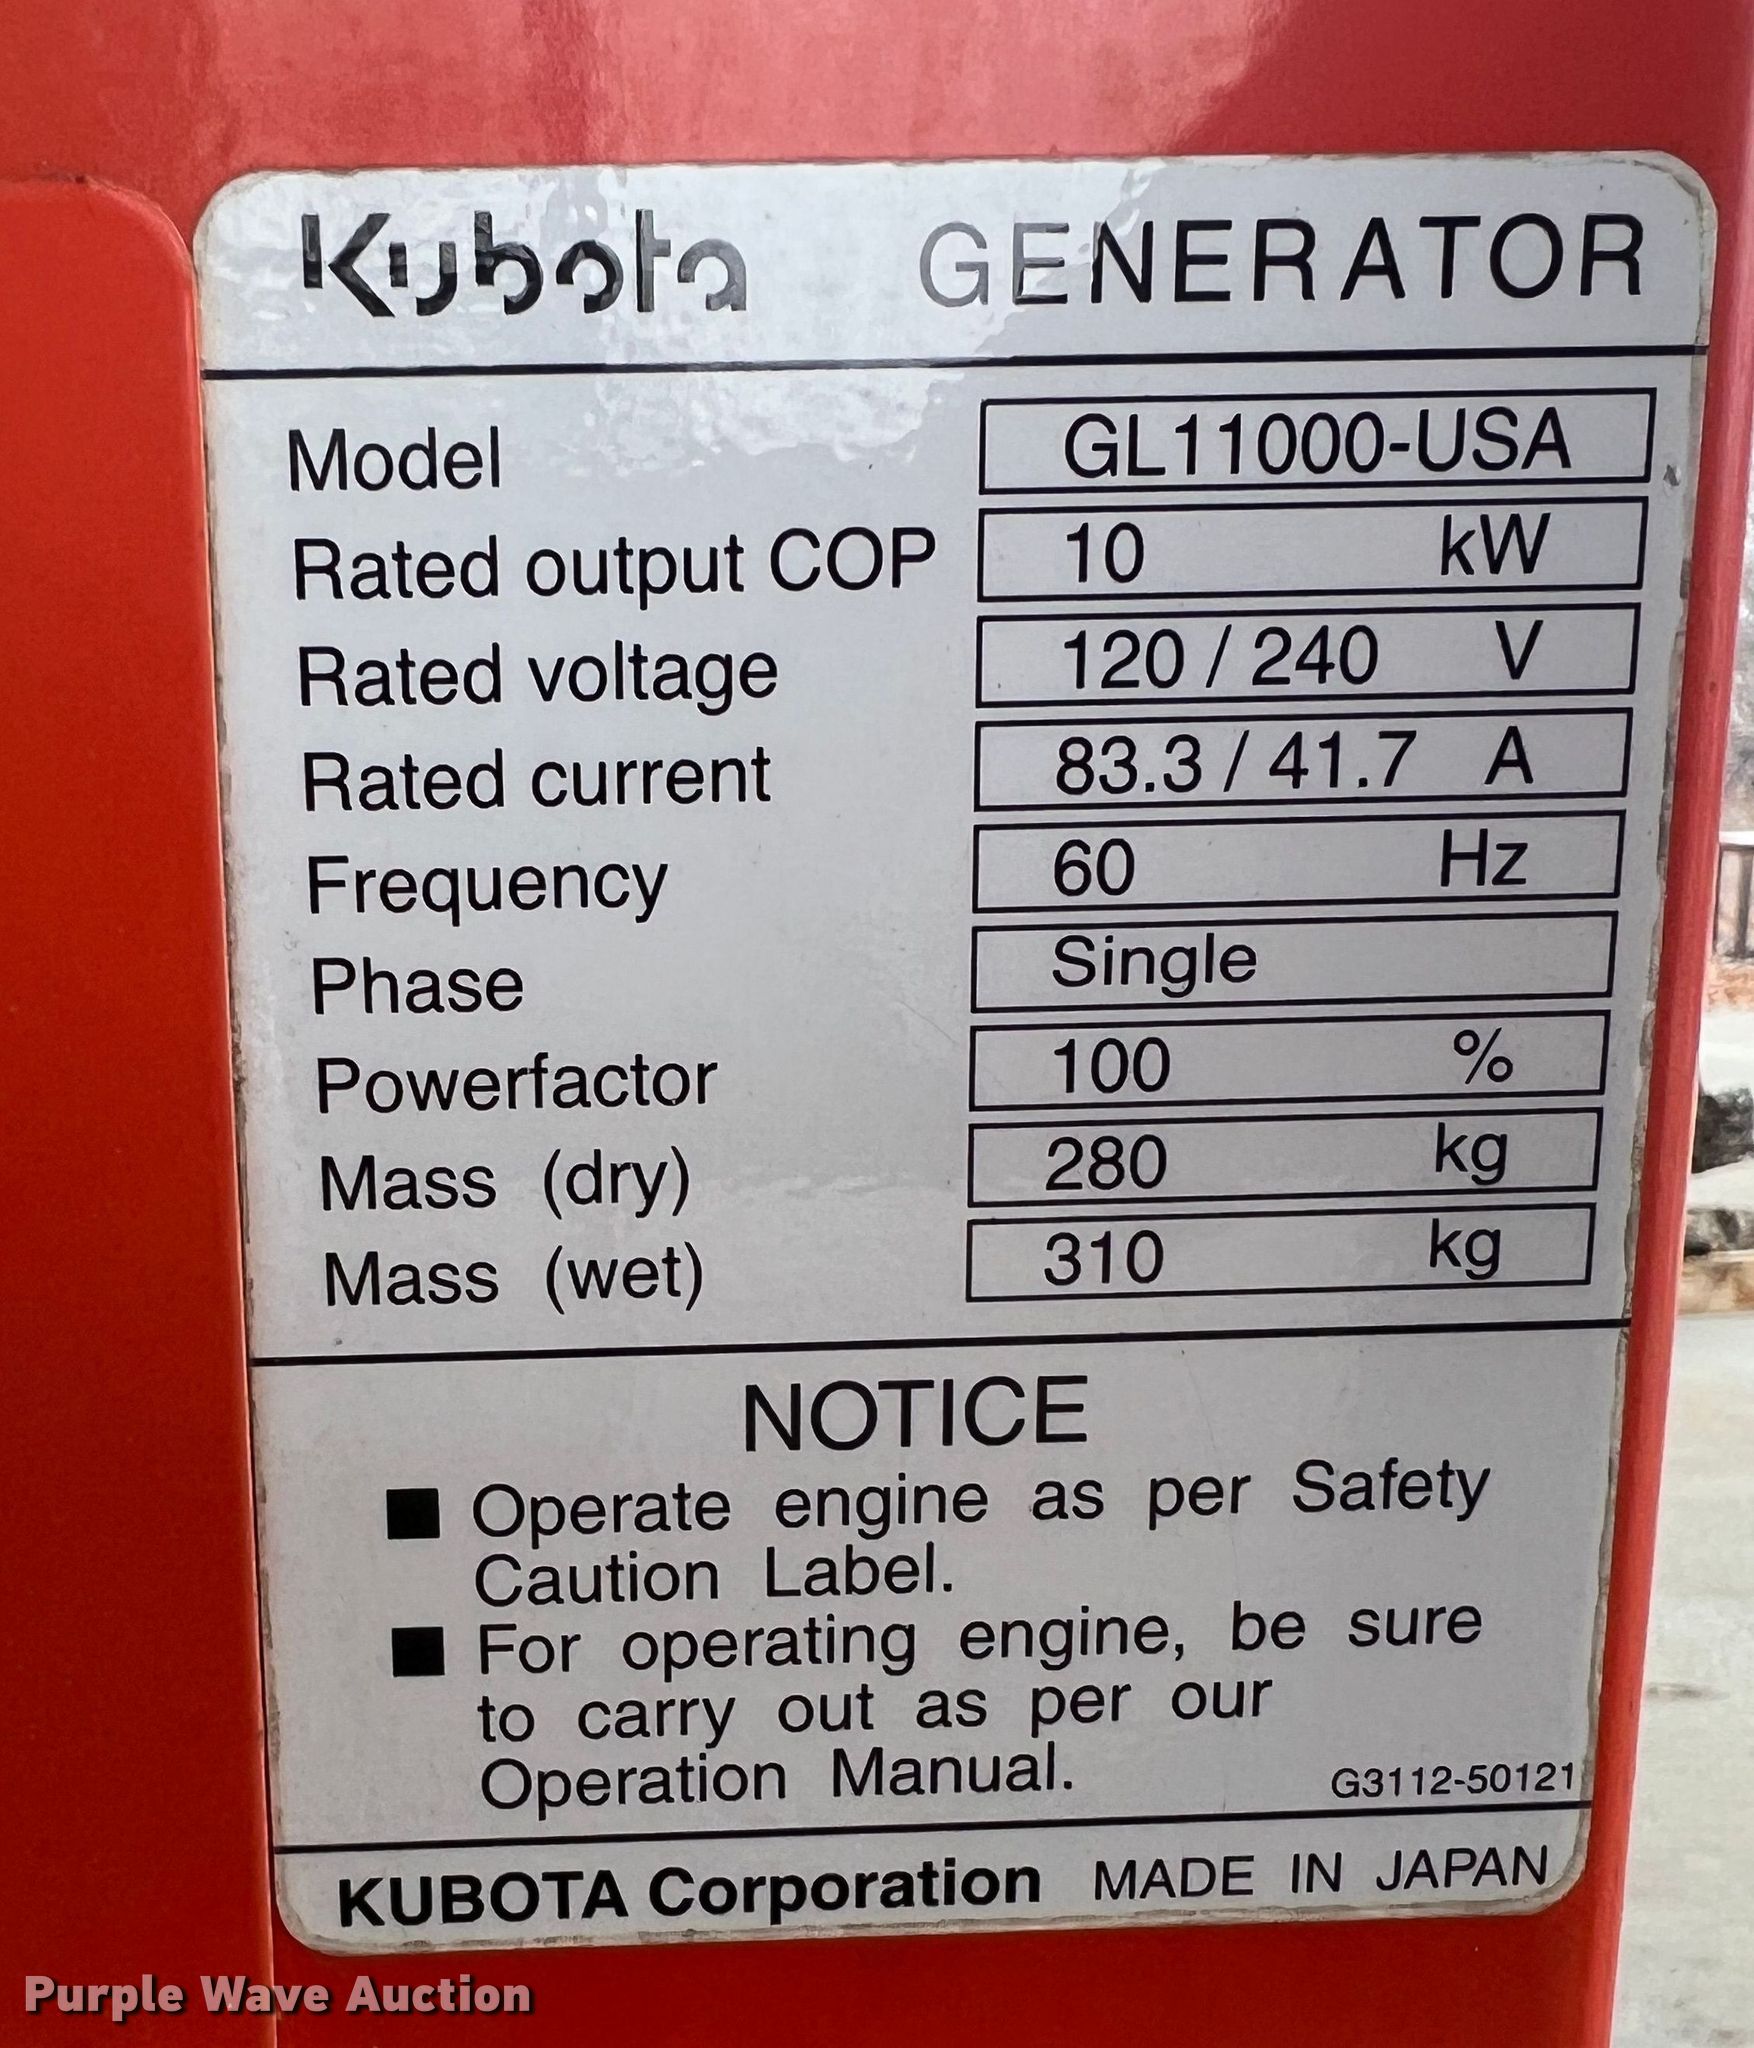 Kubota GENERATOR
Model GL11000-USA
Rated output COP 10 kW
Rated voltage 120 / 240 V
Rated current 83.3 / 41.7 A
Frequency 60 Hz
Phase Single
Powerfactor 100 %
Mass (dry) 280 kg
Mass (wet) 310 kg
NOTICE
■ Operate engine as per Safety
Caution Label.
■ For operating engine, be sure
to carry out as per our
Operation Manual.
G3112-50121
KUBOTA Corporation MADE IN JAPAN
Purple Wave Auction